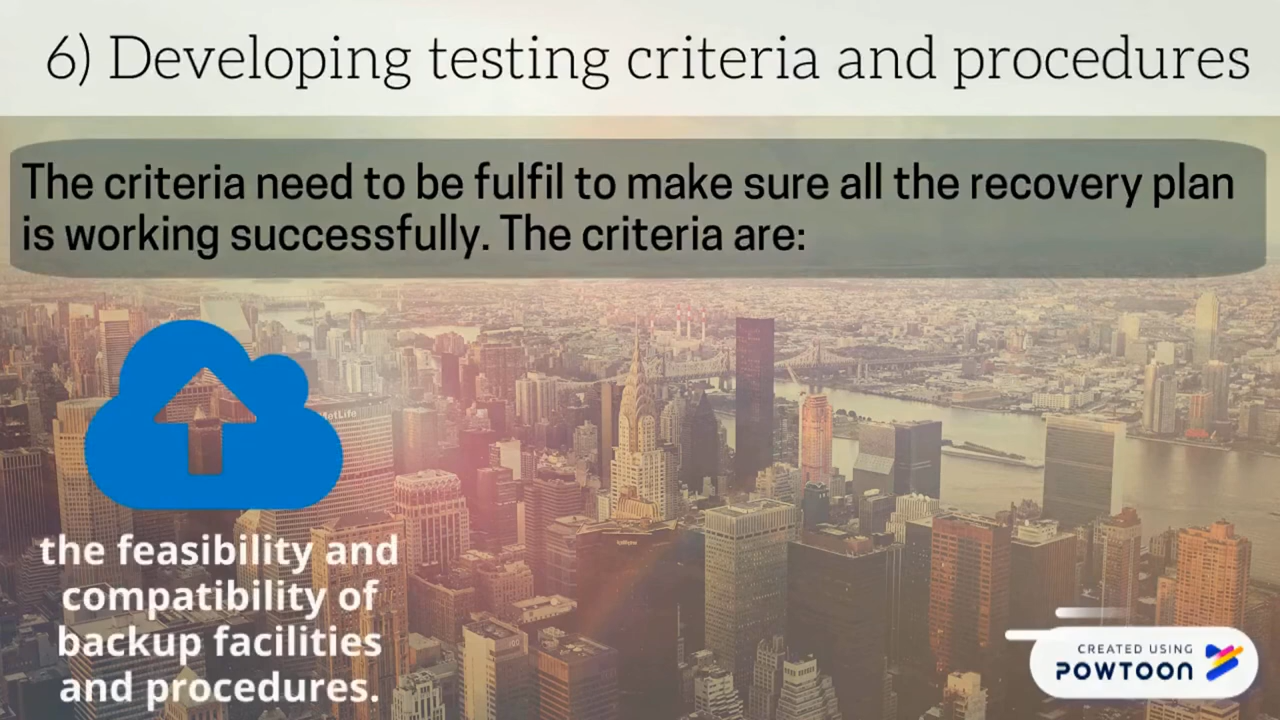 6) Developing testing criteria and procedures
The criteria need to be fulfil to make sure all the recovery plan
is working successfully. The criteria are:
MetLife
the feasibility and
compatibility of
backup facilities
and procedures.
CREATED USING
POWTOON